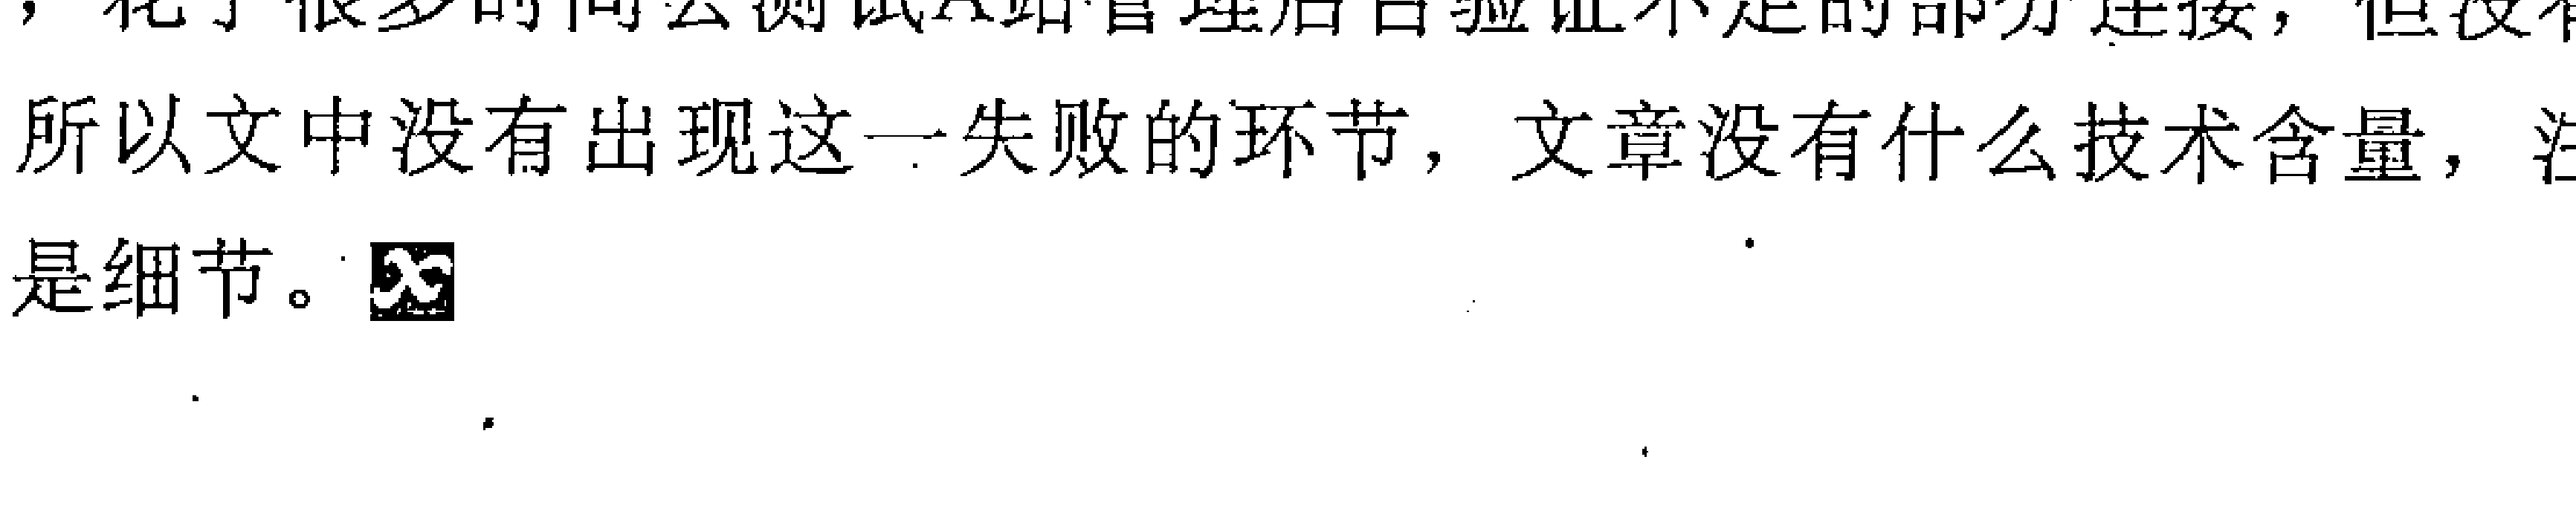 ，花了很多时间去测试A站管理后台验证不足的部分连接，但没有
所以文中没有出现这一失败的环节，文章没有什么技术含量，注
是细节。